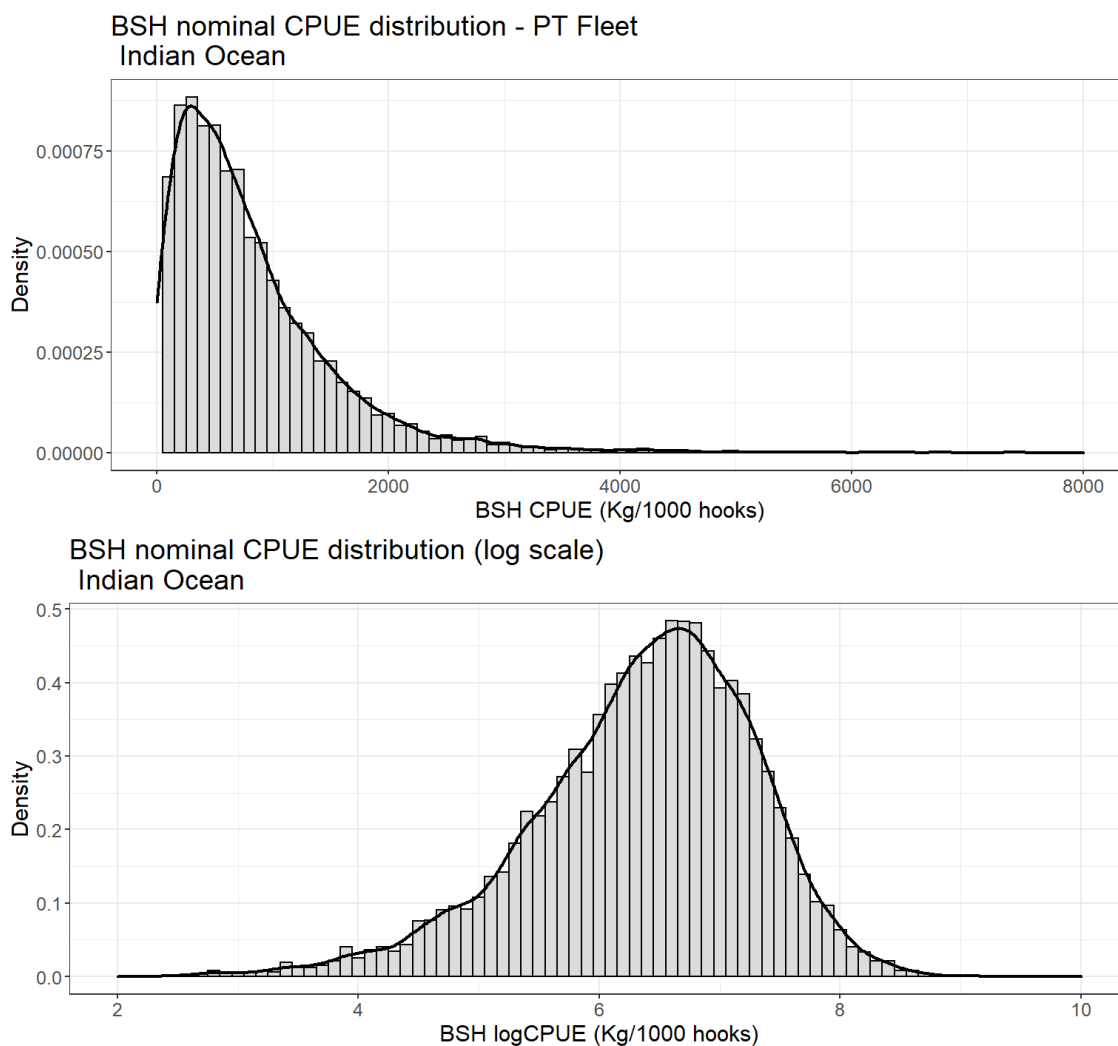 BSH nominal CPUE distribution - PT Fleet
Indian Ocean
0.00075
0.00050
0.00025
0.00000
Density
0 2000 4000 6000 8000
BSH CPUE (Kg/1000 hooks)
BSH nominal CPUE distribution (log scale)
Indian Ocean
0.5
0.4
0.3
0.2
0.1
0.0
Density
2 4 6 8 10
BSH logCPUE (Kg/1000 hooks)